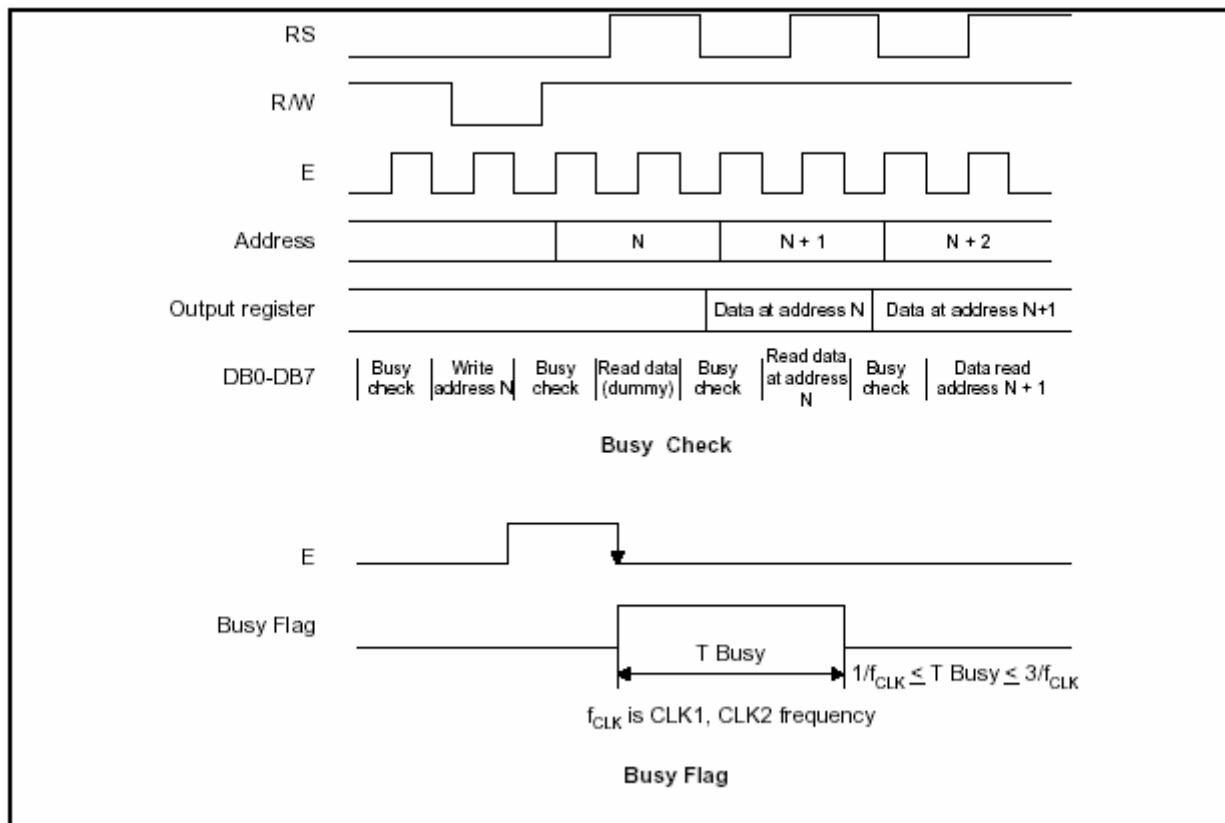 RS
R/W
E
Address
N
N + 1
N + 2
Output register
Data at address N
Data at address N+1
DB0-DB7
Busy check
Write address N
Busy check
Read data (dummy)
Busy check
Read data at address N
Busy check
Data read address N + 1
Busy Check
E
Busy Flag
T Busy
1/fCLK ≤ T Busy ≤ 3/fCLK
fCLK is CLK1, CLK2 frequency
Busy Flag